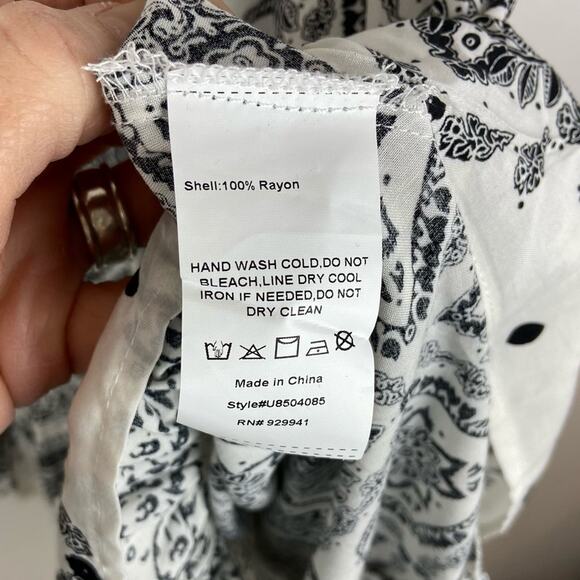 Shell:100% Rayon
HAND WASH COLD,DO NOT
BLEACH,LINE DRY COOL
IRON IF NEEDED,DO NOT
DRY CLEAN
Made in China
Style#U8504085
RN# 929941